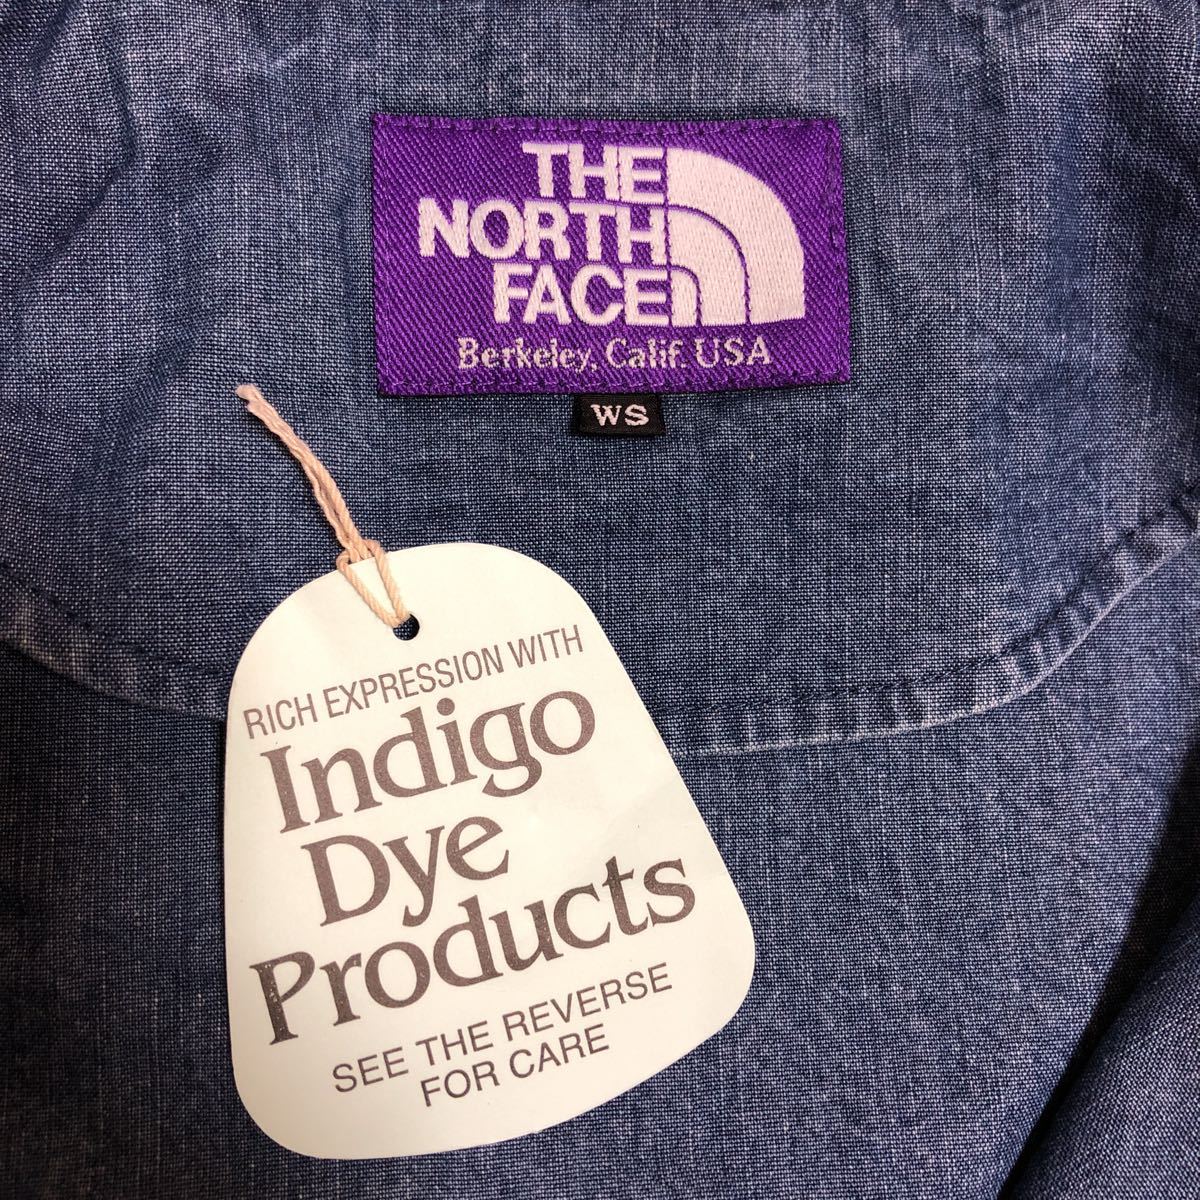 THE
NORTH
FACE
Berkeley, Calif. USA
WS
RICH EXPRESSION WITH
Indigo
Dye
Products
SEE THE REVERSE
FOR CARE